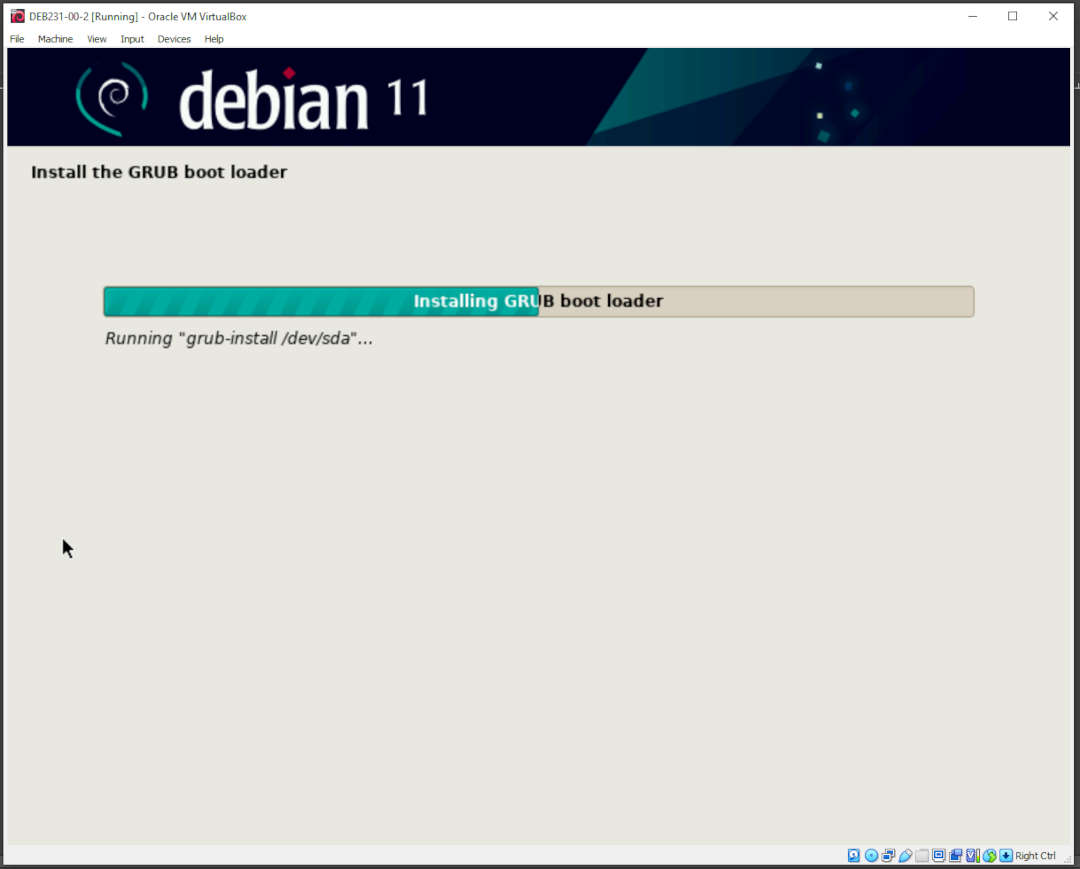 DEB231-00-2 [Running] - Oracle VM VirtualBox
File Machine View Input Devices Help
debian 11
Install the GRUB boot loader
Installing GRUB boot loader
Running "grub-install /dev/sda"...
Right Ctrl